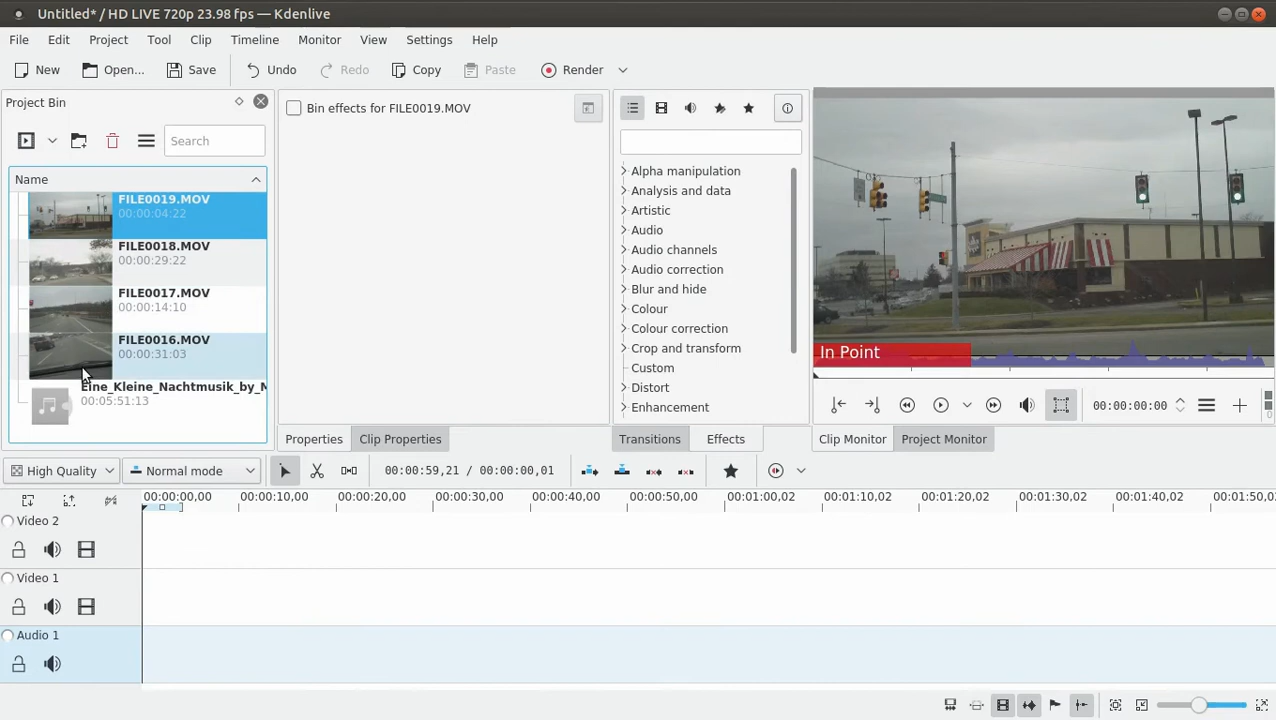 Untitled* / HD LIVE 720p 23.98 fps — Kdenlive
File Edit Project Tool Clip Timeline Monitor View Settings Help
New Open... Save Undo Redo Copy Paste Render
Project Bin
Search
Name
FILE0019.MOV
00:00:04:22
FILE0018.MOV
00:00:29:22
FILE0017.MOV
00:00:14:10
FILE0016.MOV
00:00:31:03
Eine_Kleine_Nachtmusik_by_M
00:05:51:13
Bin effects for FILE0019.MOV
Properties Clip Properties
Alpha manipulation
Analysis and data
Artistic
Audio
Audio channels
Audio correction
Blur and hide
Colour
Colour correction
Crop and transform
Custom
Distort
Enhancement
Transitions Effects
In Point
00:00:00:00
Clip Monitor Project Monitor
High Quality Normal mode 00:00:59,21 / 00:00:00,01
00:00:00,00 00:00:10,00 00:00:20,00 00:00:30,00 00:00:40,00 00:00:50,00 00:01:00,02 00:01:10,02 00:01:20,02 00:01:30,02 00:01:40,02 00:01:50,0
Video 2
Video 1
Audio 1